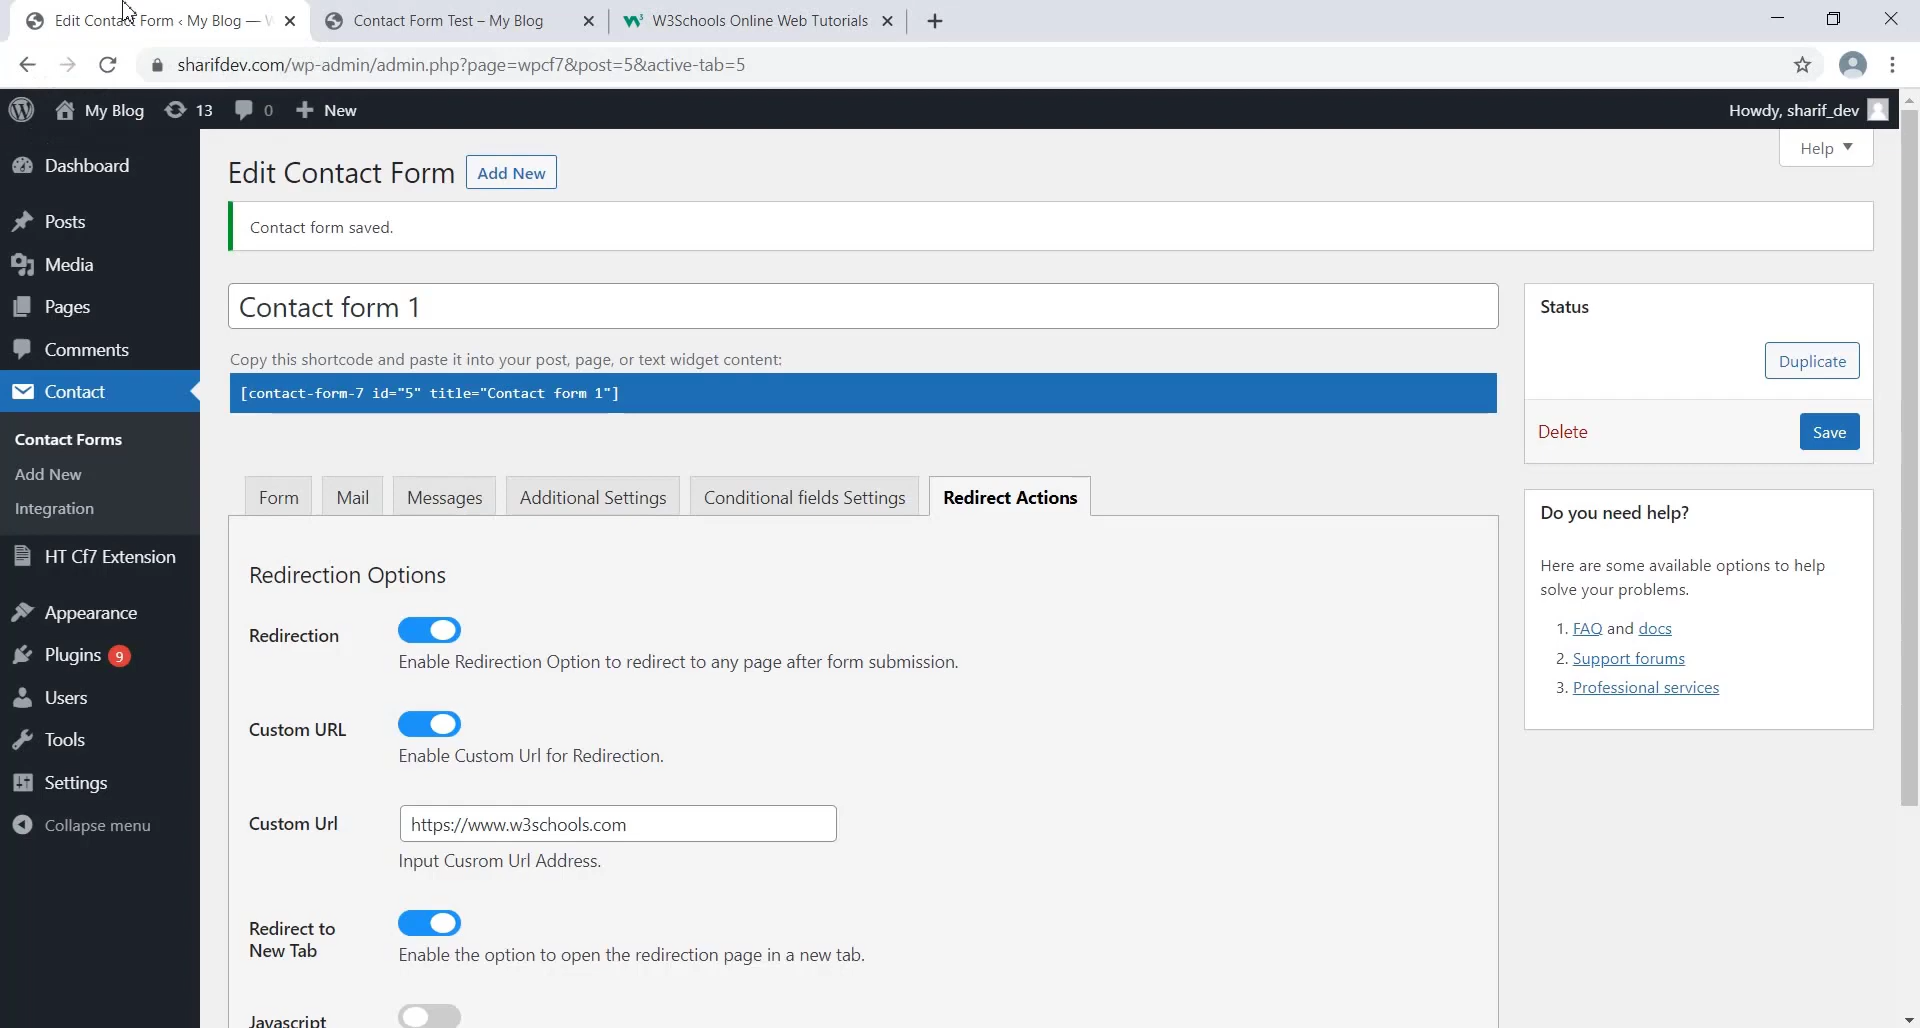 Edit Contact Form ‹ My Blog —
Contact Form Test – My Blog
W3Schools Online Web Tutorials
sharifdev.com/wp-admin/admin.php?page=wpcf7&post=5&active-tab=5
My Blog
13
0
New
Howdy, sharif_dev
Help
Dashboard
Posts
Media
Pages
Comments
Contact
Contact Forms
Add New
Integration
HT Cf7 Extension
Appearance
Plugins 9
Users
Tools
Settings
Collapse menu
Edit Contact Form
Add New
Contact form saved.
Contact form 1
Copy this shortcode and paste it into your post, page, or text widget content:
[contact-form-7 id="5" title="Contact form 1"]
Form
Mail
Messages
Additional Settings
Conditional fields Settings
Redirect Actions
Redirection Options
Redirection
Enable Redirection Option to redirect to any page after form submission.
Custom URL
Enable Custom Url for Redirection.
Custom Url
https://www.w3schools.com
Input Cusrom Url Address.
Redirect to
New Tab
Enable the option to open the redirection page in a new tab.
Javascript
Status
Duplicate
Delete
Save
Do you need help?
Here are some available options to help
solve your problems.
1. FAQ and docs
2. Support forums
3. Professional services